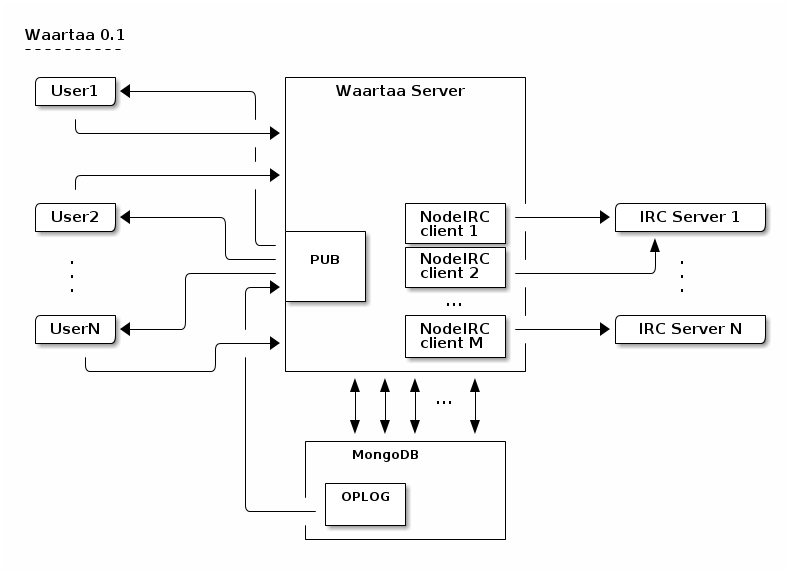 Waartaa 0.1
User1
Waartaa Server
User2
NodeIRC
client 1
IRC Server 1
PUB
NodeIRC
client 2
...
UserN
NodeIRC
client M
IRC Server N
...
MongoDB
OPLOG